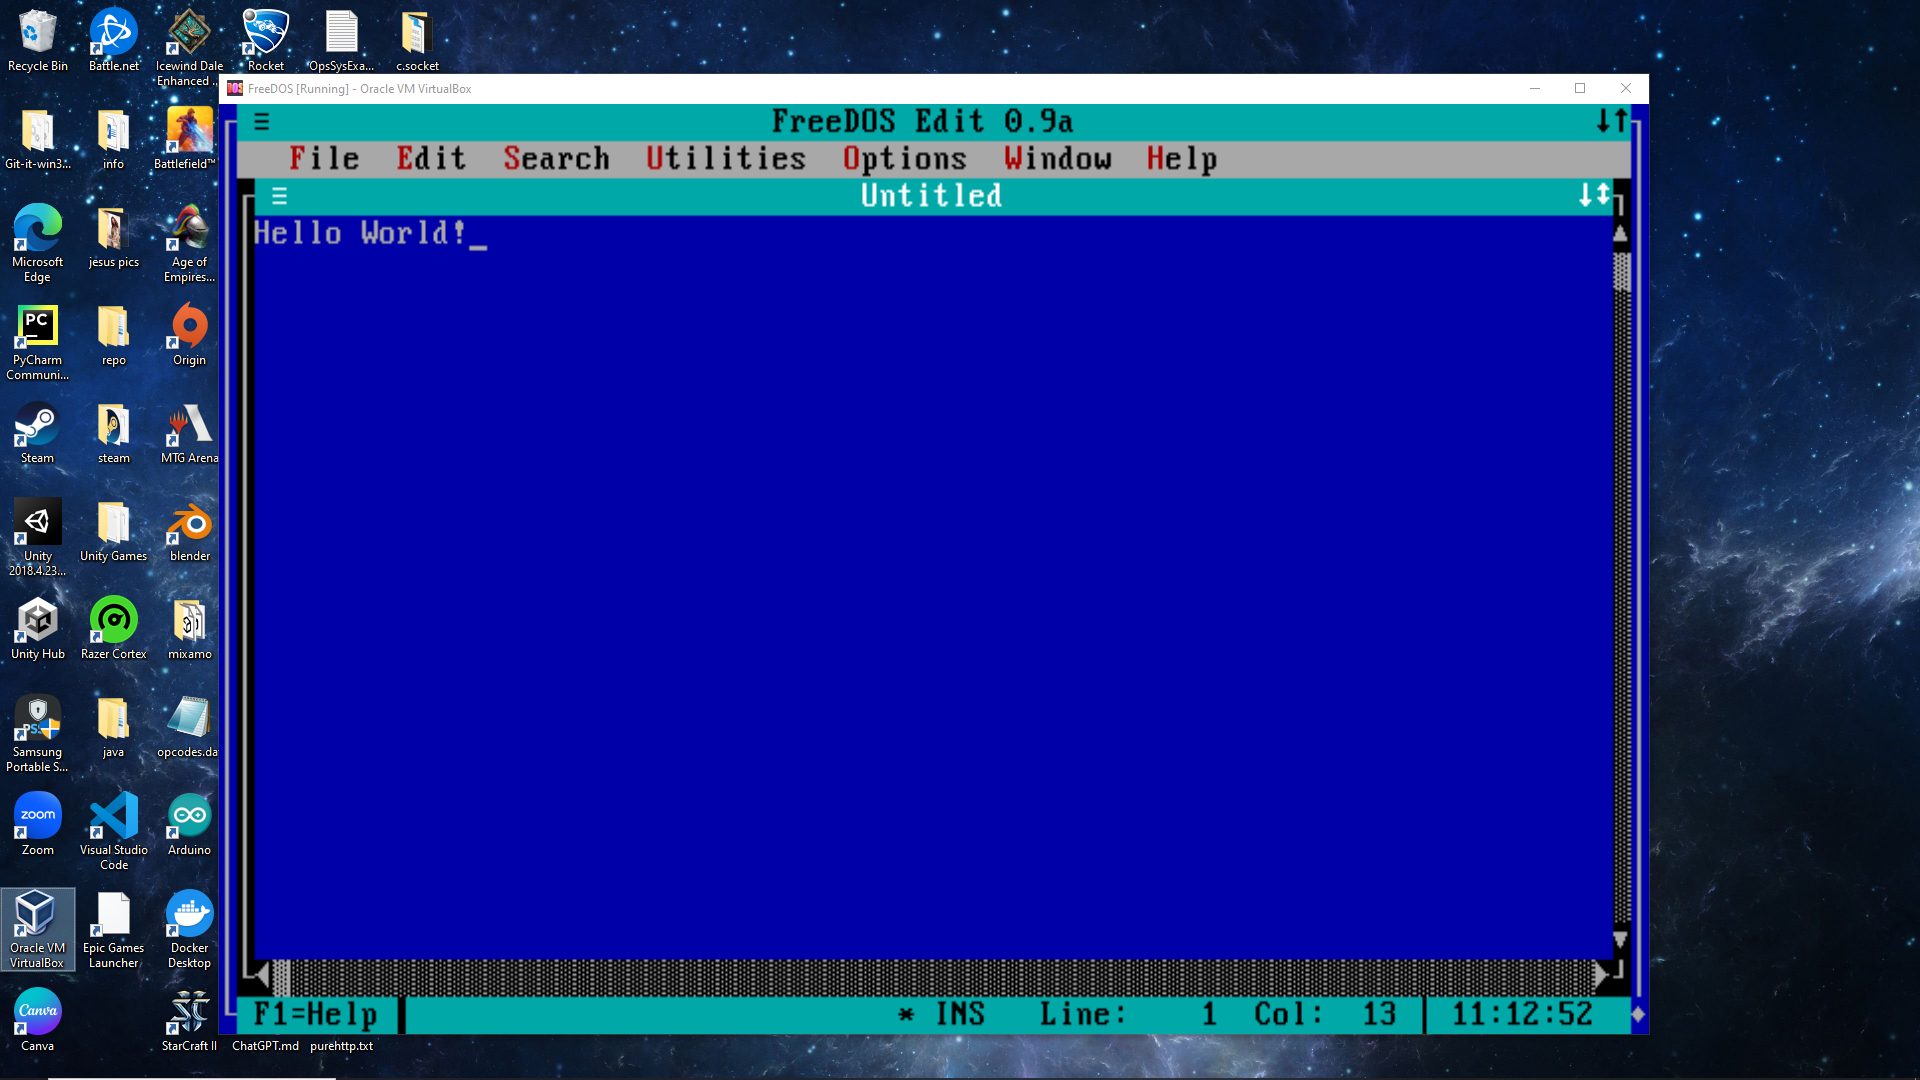 Recycle Bin
Battle.net
Icewind Dale
Enhanced ...
Rocket
OpsSysExa...
c.socket
FreeDOS [Running] - Oracle VM VirtualBox
FreeDOS Edit 0.9a
File Edit Search Utilities Options Window Help
Untitled
Hello World!_
Git-it-win3...
info
Battlefield™
Microsoft
Edge
jesus pics
Age of
Empires...
PC
PyCharm
Communi...
repo
Origin
Steam
steam
MTG Arena
Unity
2018.4.23...
Unity Games
blender
Unity Hub
Razer Cortex
mixamo
Samsung
Portable S...
java
opcodes.da
zoom
Zoom
Visual Studio
Code
Arduino
Oracle VM
VirtualBox
Epic Games
Launcher
Docker
Desktop
Canva
Canva
StarCraft II
ChatGPT.md
purehttp.txt
F1=Help
* INS Line: 1 Col: 13
11:12:52